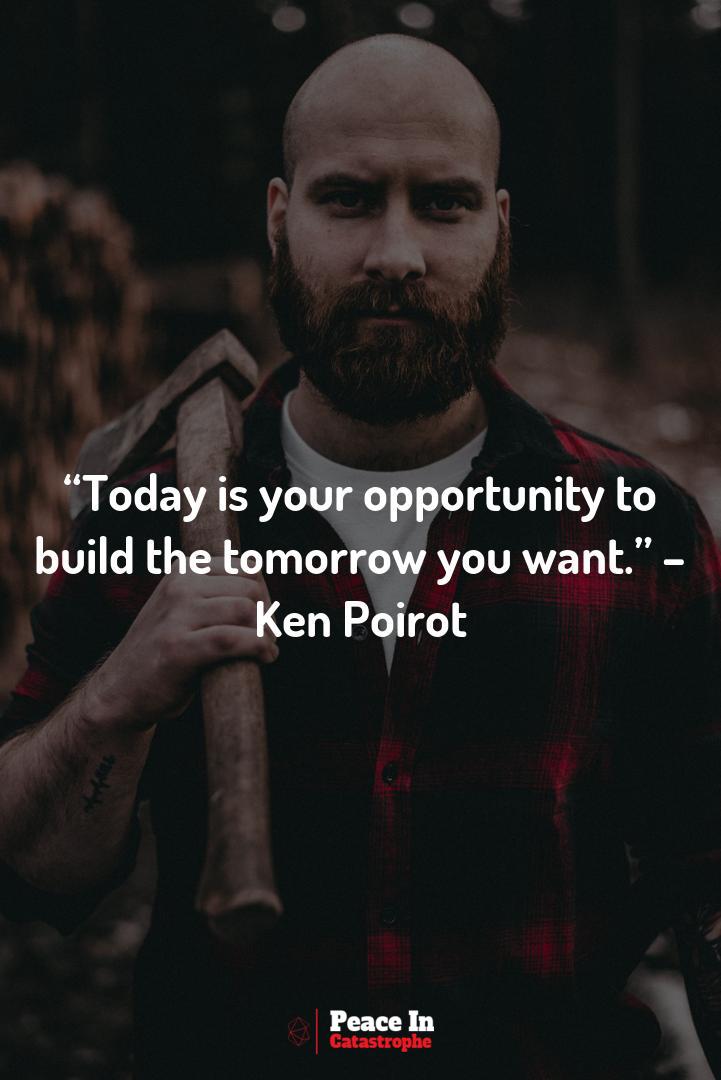 “Today is your opportunity to
build the tomorrow you want.” –
Ken Poirot
Peace In
Catastrophe